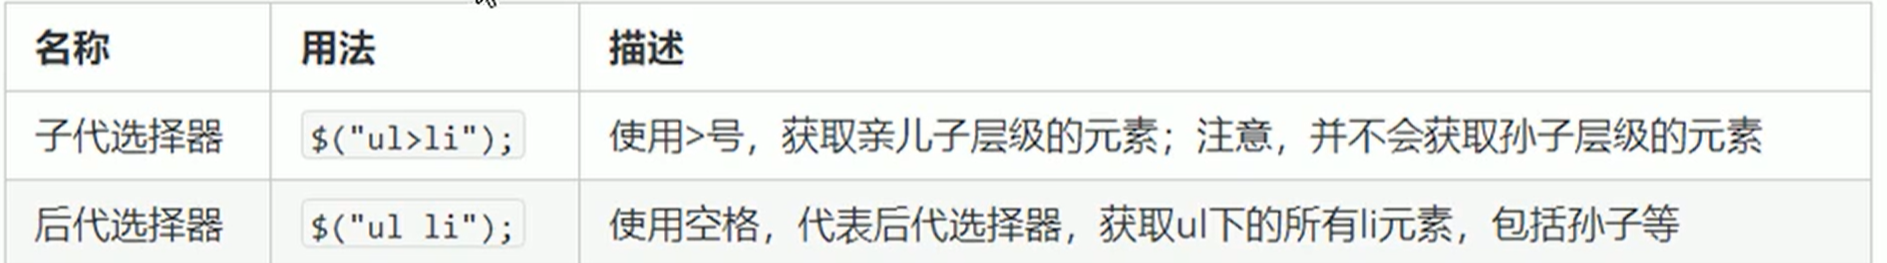 名称 用法 描述
子代选择器 $("ul>li"); 使用>号，获取亲儿子层级的元素；注意，并不会获取孙子层级的元素
后代选择器 $("ul li"); 使用空格，代表后代选择器，获取ul下的所有li元素，包括孙子等